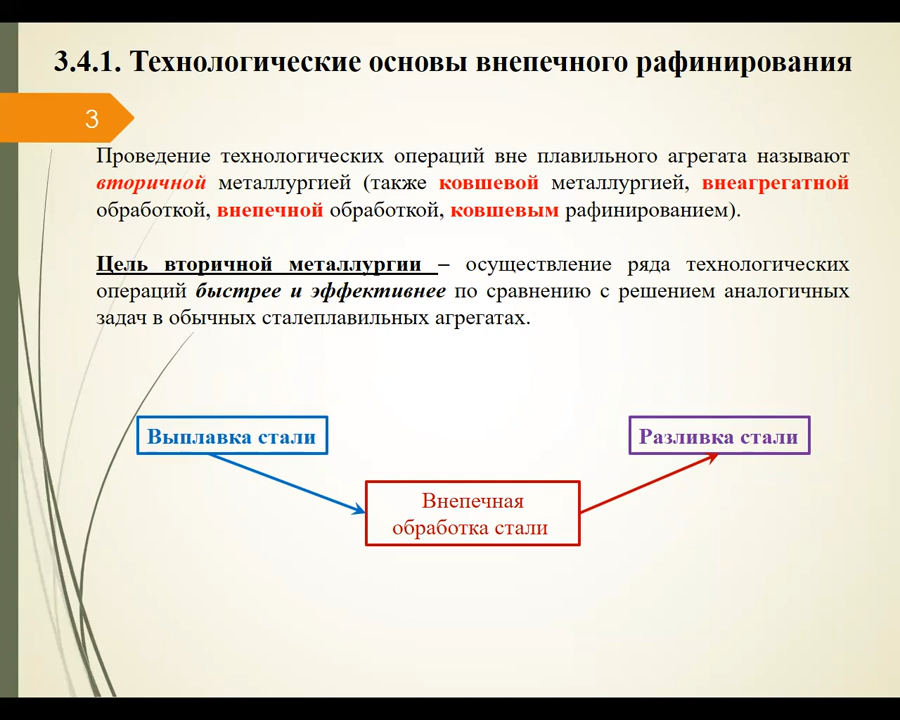 3.4.1. Технологические основы внепечного рафинирования
3
Проведение технологических операций вне плавильного агрегата называют
вторичной металлургией (также ковшевой металлургией, внеагрегатной
обработкой, внепечной обработкой, ковшевым рафинированием).
Цель вторичной металлургии – осуществление ряда технологических
операций быстрее и эффективнее по сравнению с решением аналогичных
задач в обычных сталеплавильных агрегатах.
Выплавка стали
Разливка стали
Внепечная
обработка стали